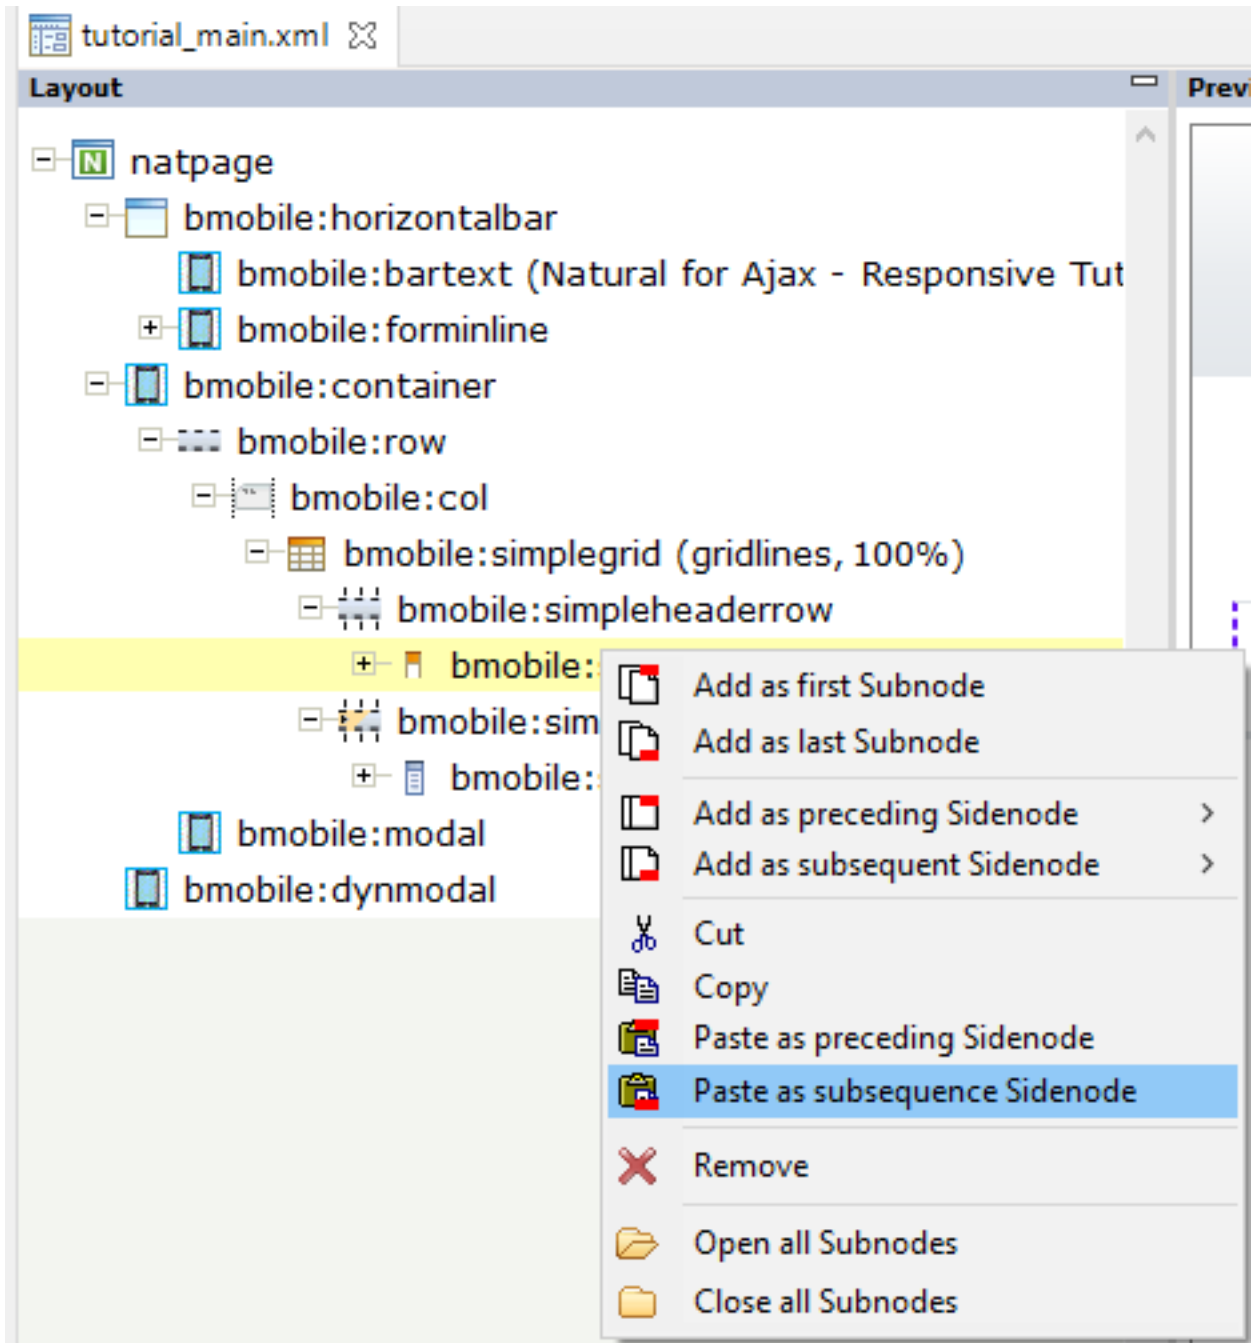 tutorial_main.xml
Layout
natpage
bmobile:horizontalbar
bmobile:bartext (Natural for Ajax - Responsive Tut
bmobile:forminline
bmobile:container
bmobile:row
bmobile:col
bmobile:simplegrid (gridlines, 100%)
bmobile:simpleheaderrow
bmobile:
bmobile:sim
bmobile:
bmobile:modal
bmobile:dynmodal
Previ
Add as first Subnode
Add as last Subnode
Add as preceding Sidenode
Add as subsequent Sidenode
Cut
Copy
Paste as preceding Sidenode
Paste as subsequence Sidenode
Remove
Open all Subnodes
Close all Subnodes